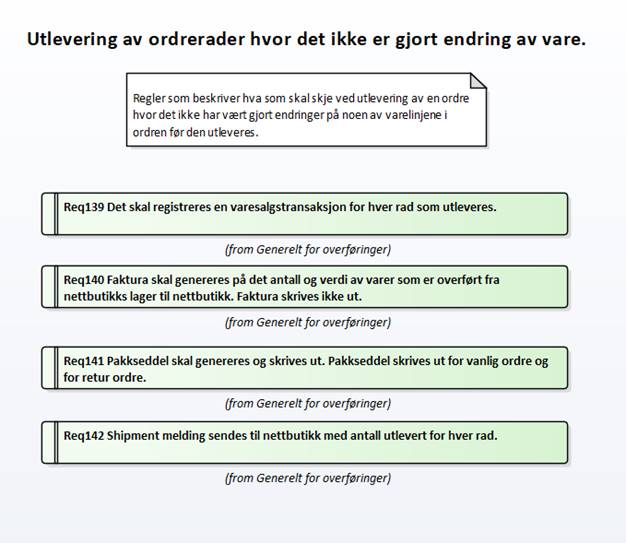 Utlevering av ordrerader hvor det ikke er gjort endring av vare.
Regler som beskriver hva som skal skje ved utlevering av en ordre
hvor det ikke har vært gjort endringer på noen av varelinjene i
ordren før den utleveres.
Req139 Det skal registreres en varesalgstransaksjon for hver rad som utleveres.
(from Generelt for overføringer)
Req140 Faktura skal genereres på det antall og verdi av varer som er overført fra
nettbutikks lager til nettbutikk. Faktura skrives ikke ut.
(from Generelt for overføringer)
Req141 Pakkseddel skal genereres og skrives ut. Pakkseddel skrives ut for vanlig ordre og
for retur ordre.
(from Generelt for overføringer)
Req142 Shipment melding sendes til nettbutikk med antall utlevert for hver rad.
(from Generelt for overføringer)